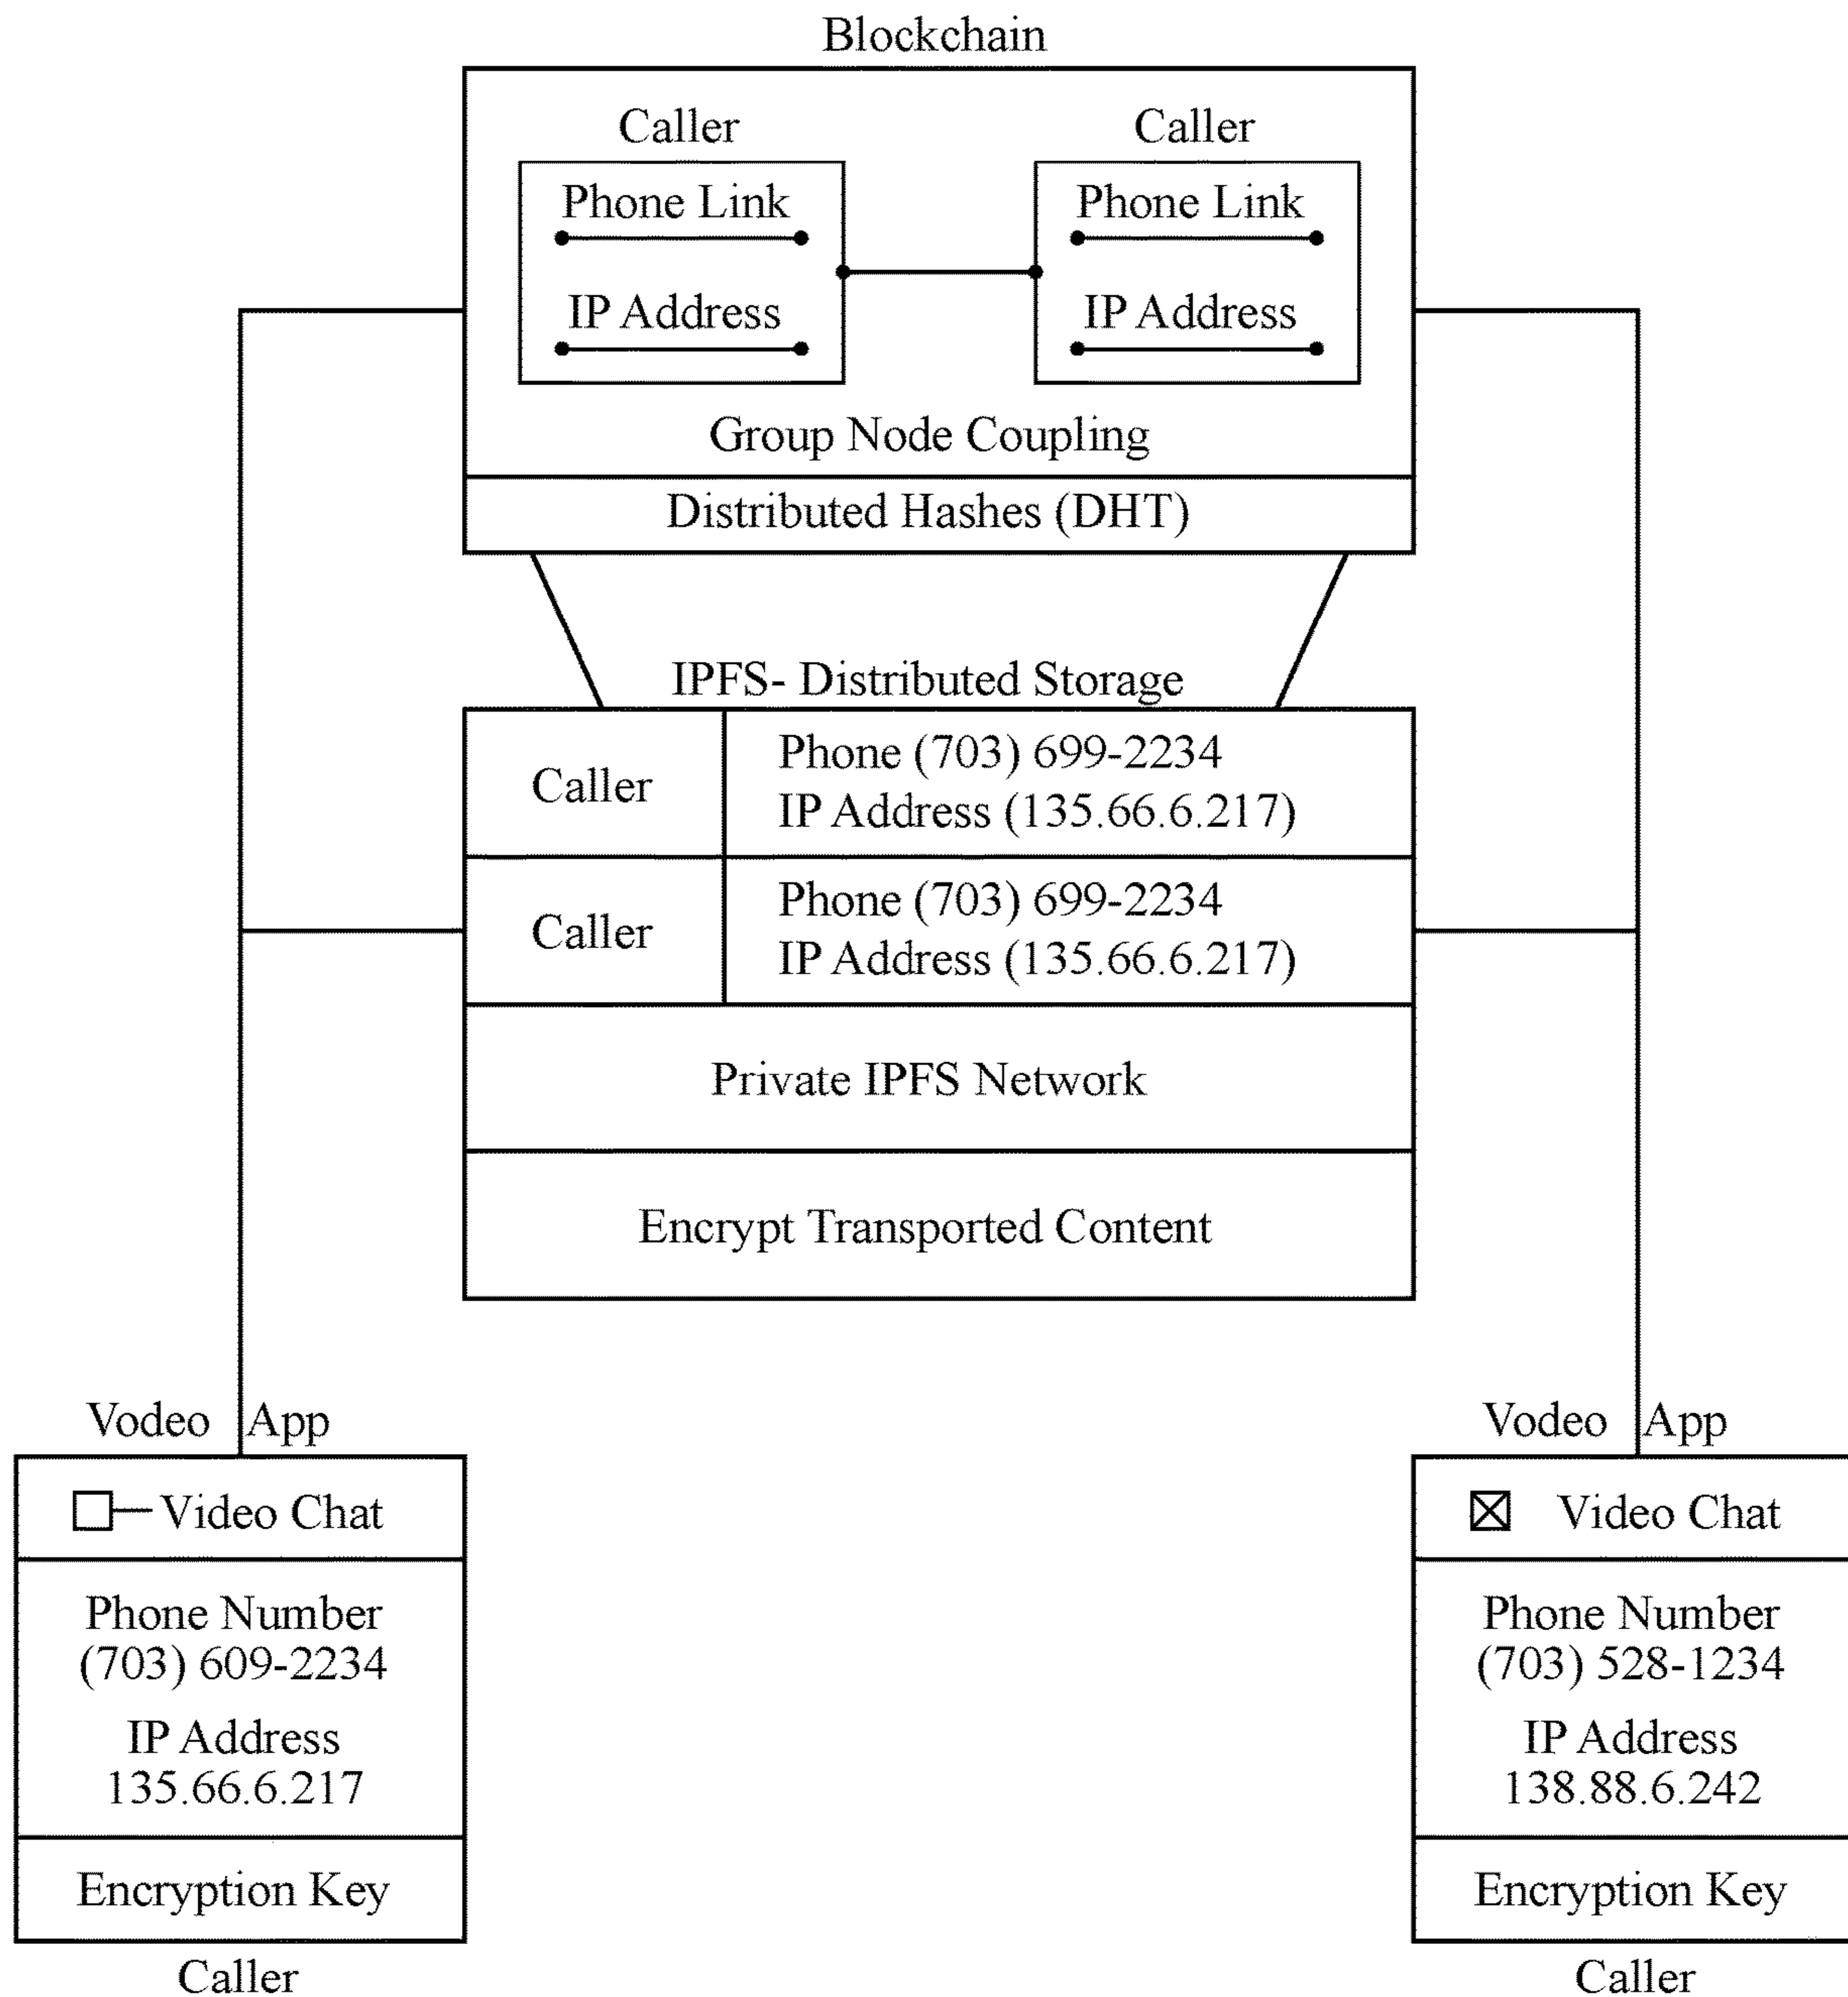 Blockchain
Caller
Caller
Phone Link
Phone Link
IP Address
IP Address
Group Node Coupling
Distributed Hashes (DHT)
IPFS- Distributed Storage
Caller
Phone (703) 699-2234
IP Address (135.66.6.217)
Caller
Phone (703) 699-2234
IP Address (135.66.6.217)
Private IPFS Network
Encrypt Transported Content
Vodeo App
Video Chat
Phone Number
(703) 609-2234
IP Address
135.66.6.217
Encryption Key
Caller
Vodeo App
Video Chat
Phone Number
(703) 528-1234
IP Address
138.88.6.242
Encryption Key
Caller